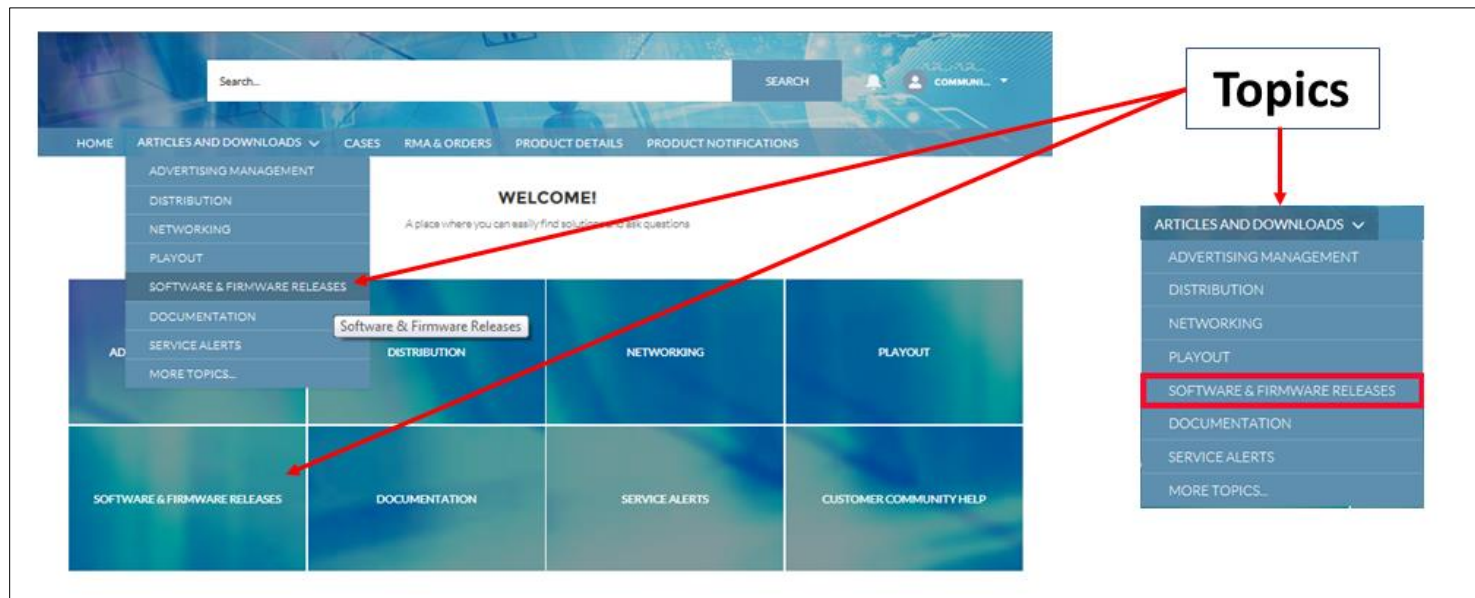 Search...
SEARCH
COMMUNI...
Topics
HOME
ARTICLES AND DOWNLOADS
CASES
RMA & ORDERS
PRODUCT DETAILS
PRODUCT NOTIFICATIONS
ADVERTISING MANAGEMENT
DISTRIBUTION
NETWORKING
PLAYOUT
SOFTWARE & FIRMWARE RELEASES
DOCUMENTATION
SERVICE ALERTS
MORE TOPICS...
Software & Firmware Releases
WELCOME!
A place where you can easily find solutions and ask questions
AD
DISTRIBUTION
NETWORKING
PLAYOUT
SOFTWARE & FIRMWARE RELEASES
DOCUMENTATION
SERVICE ALERTS
CUSTOMER COMMUNITY HELP
ARTICLES AND DOWNLOADS
ADVERTISING MANAGEMENT
DISTRIBUTION
NETWORKING
PLAYOUT
SOFTWARE & FIRMWARE RELEASES
DOCUMENTATION
SERVICE ALERTS
MORE TOPICS...